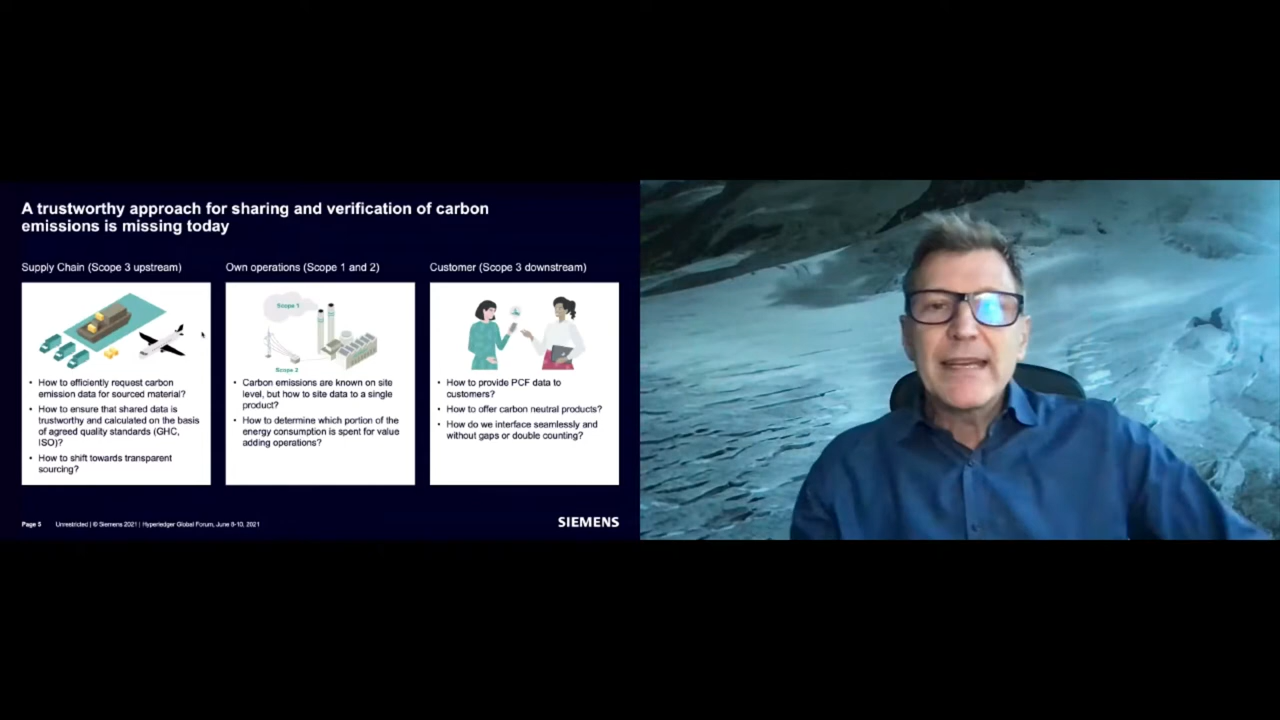 A trustworthy approach for sharing and verification of carbon
emissions is missing today
Supply Chain (Scope 3 upstream)
• How to efficiently request carbon
emission data for sourced material?
• How to ensure that shared data is
trustworthy and calculated on the basis
of agreed quality standards (GHC,
ISO)?
• How to shift towards transparent
sourcing?
Own operations (Scope 1 and 2)
Scope 1
Scope 2
• Carbon emissions are known on site
level, but how to site data to a single
product?
• How to determine which portion of the
energy consumption is spent for value
adding operations?
Customer (Scope 3 downstream)
• How to provide PCF data to
customers?
• How to offer carbon neutral products?
• How do we interface seamlessly and
without gaps or double counting?
Page 5 Unrestricted | © Siemens 2021 | Hyperledger Global Forum, June 8-10, 2021
SIEMENS